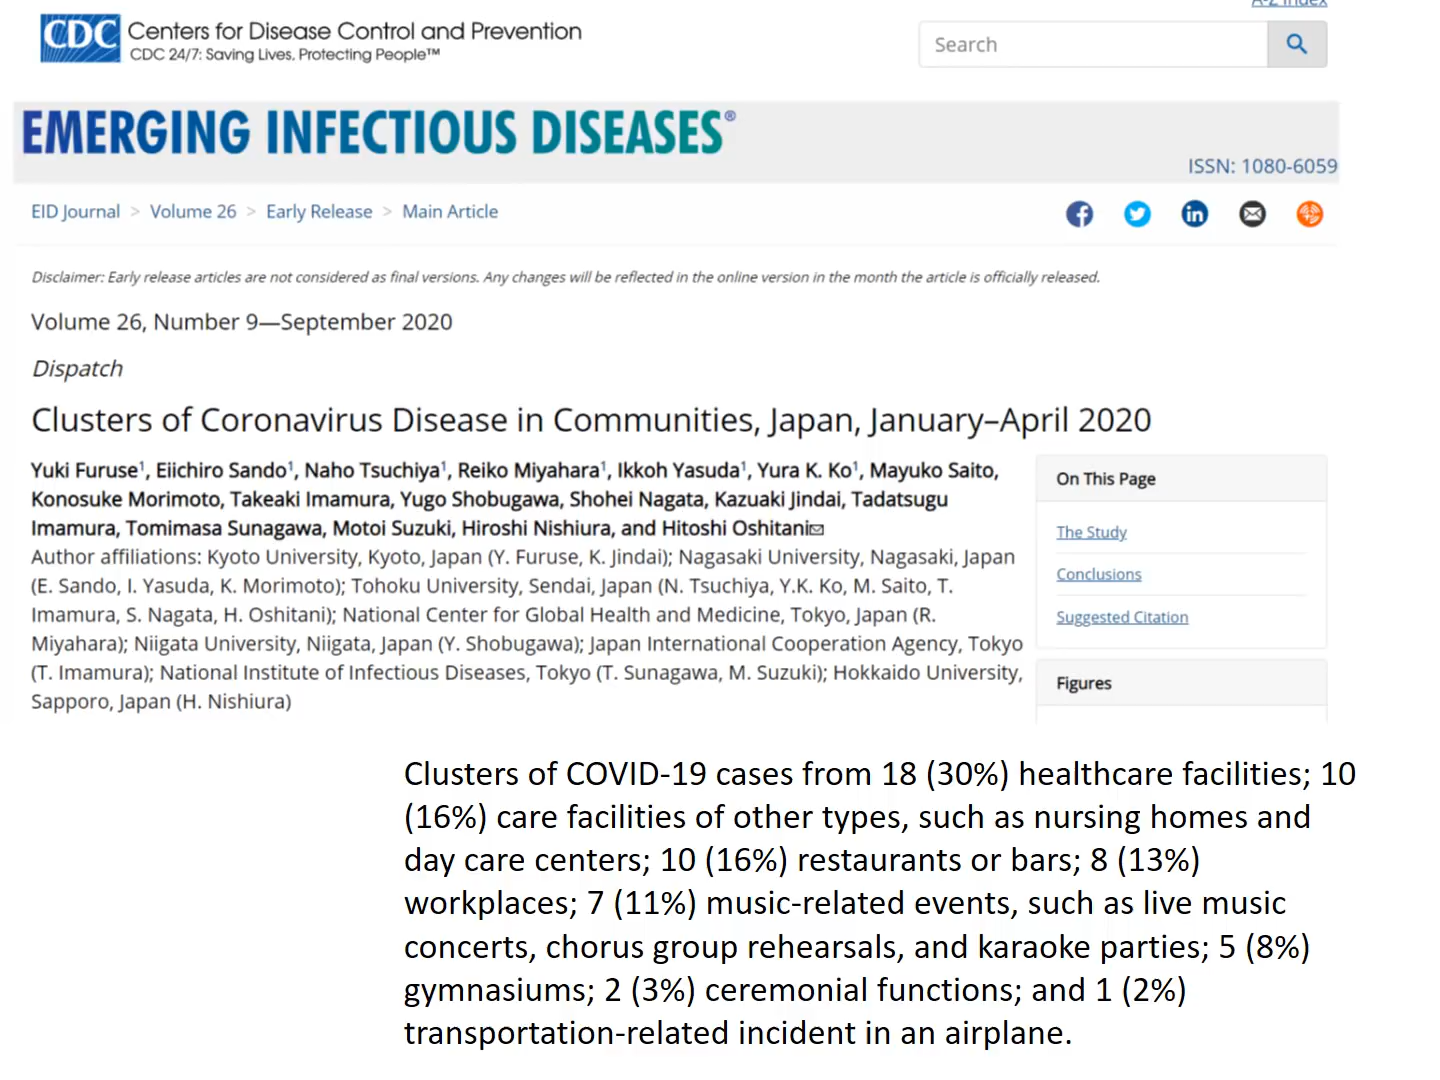 A-Z Index
CDC Centers for Disease Control and Prevention
CDC 24/7: Saving Lives, Protecting People™
Search
EMERGING INFECTIOUS DISEASES®
ISSN: 1080-6059
EID Journal > Volume 26 > Early Release > Main Article
Disclaimer: Early release articles are not considered as final versions. Any changes will be reflected in the online version in the month the article is officially released.
Volume 26, Number 9—September 2020
Dispatch
Clusters of Coronavirus Disease in Communities, Japan, January–April 2020
Yuki Furuse¹, Eiichiro Sando¹, Naho Tsuchiya¹, Reiko Miyahara¹, Ikkoh Yasuda¹, Yura K. Ko¹, Mayuko Saito,
Konosuke Morimoto, Takeaki Imamura, Yugo Shobugawa, Shohei Nagata, Kazuaki Jindai, Tadatsugu
Imamura, Tomimasa Sunagawa, Motoi Suzuki, Hiroshi Nishiura, and Hitoshi Oshitani
Author affiliations: Kyoto University, Kyoto, Japan (Y. Furuse, K. Jindai); Nagasaki University, Nagasaki, Japan
(E. Sando, I. Yasuda, K. Morimoto); Tohoku University, Sendai, Japan (N. Tsuchiya, Y.K. Ko, M. Saito, T.
Imamura, S. Nagata, H. Oshitani); National Center for Global Health and Medicine, Tokyo, Japan (R.
Miyahara); Niigata University, Niigata, Japan (Y. Shobugawa); Japan International Cooperation Agency, Tokyo
(T. Imamura); National Institute of Infectious Diseases, Tokyo (T. Sunagawa, M. Suzuki); Hokkaido University,
Sapporo, Japan (H. Nishiura)
On This Page
The Study
Conclusions
Suggested Citation
Figures
Clusters of COVID-19 cases from 18 (30%) healthcare facilities; 10
(16%) care facilities of other types, such as nursing homes and
day care centers; 10 (16%) restaurants or bars; 8 (13%)
workplaces; 7 (11%) music-related events, such as live music
concerts, chorus group rehearsals, and karaoke parties; 5 (8%)
gymnasiums; 2 (3%) ceremonial functions; and 1 (2%)
transportation-related incident in an airplane.